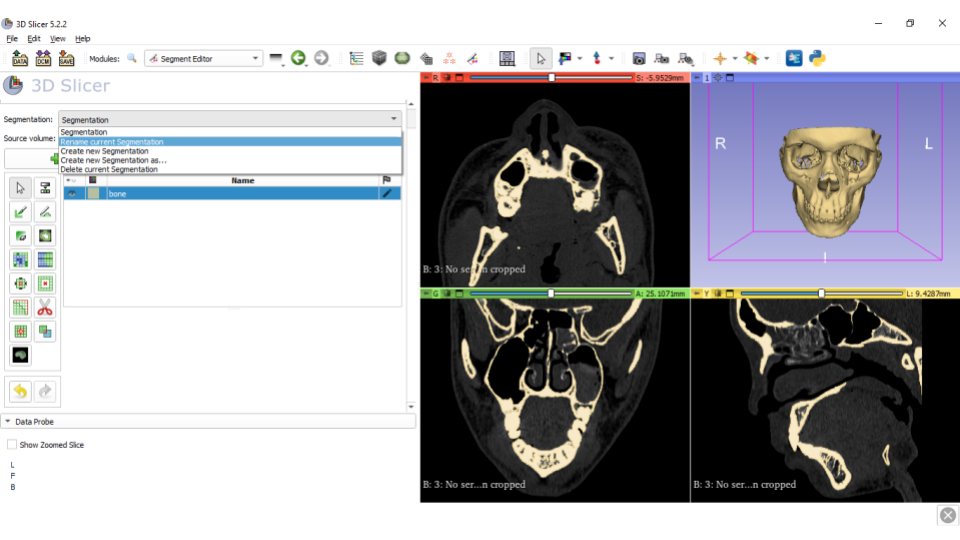 3D Slicer 5.2.2
File Edit View Help
DATA DCM SAVE Modules: Segment Editor
3D Slicer
Segmentation: Segmentation
Segmentation
Source volume: Rename current Segmentation
Create new Segmentation
Create new Segmentation as...
Delete current Segmentation
Name
bone
Data Probe
Show Zoomed Slice
L
F
B
R S: -5.9529mm
B: 3: No ser...n cropped
1
R L
I
G A: 25.1071mm
B: 3: No ser...n cropped
Y L: 9.4287mm
B: 3: No ser...n cropped